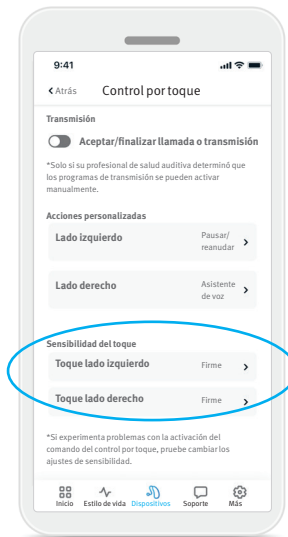 9:41
Atrás Control por toque
Transmisión
Aceptar/finalizar llamada o transmisión
*Solo si su profesional de salud auditiva determinó que
los programas de transmisión se pueden activar
manualmente.
Acciones personalizadas
Lado izquierdo Pausar/
reanudar
Lado derecho Asistente
de voz
Sensibilidad del toque
Toque lado izquierdo Firme
Toque lado derecho Firme
*Si experimenta problemas con la activación del
comando del control por toque, pruebe cambiar los
ajustes de sensibilidad.
Inicio Estilo de vida Dispositivos Soporte Más